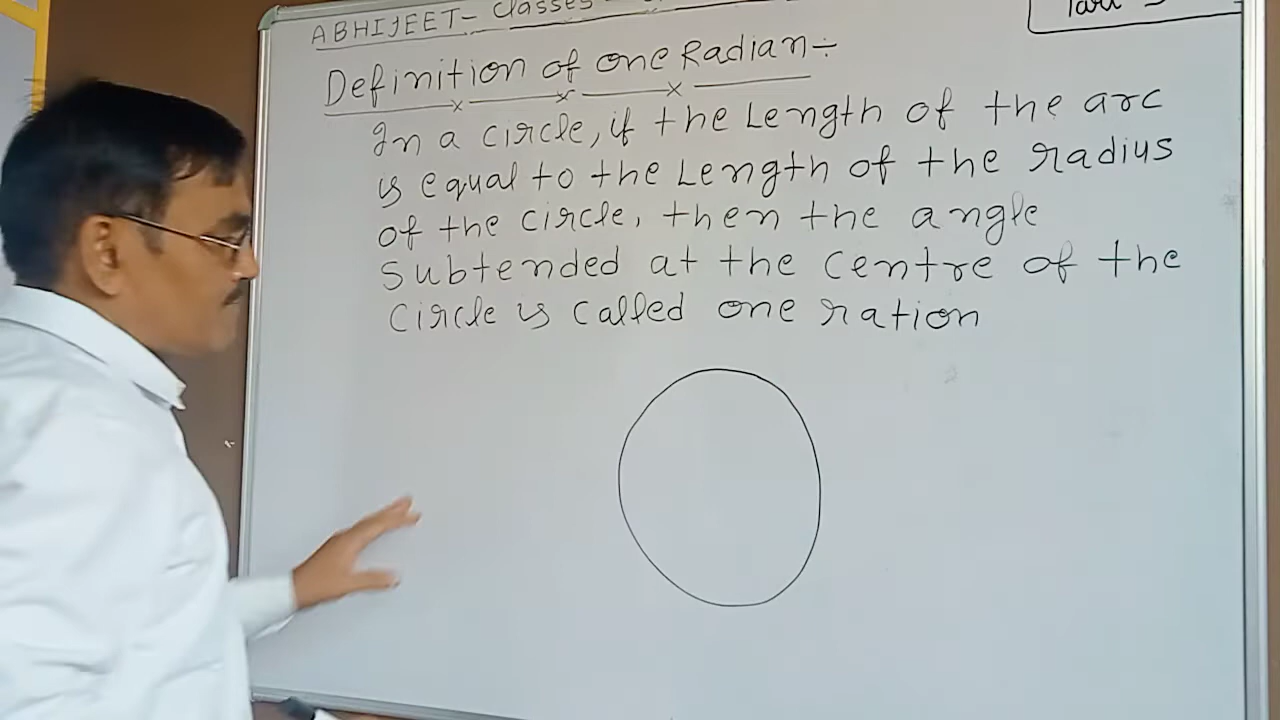 ABHIJEET- Classes
Part
Definition of one Radian÷
In a circle, if the Length of the arc
is equal to the Length of the radius
of the circle, then the angle
Subtended at the Centre of the
Circle is called one ration